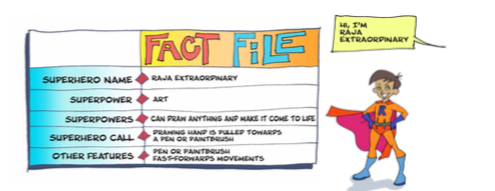 FACT FILE
HI, I'M
RAJA
EXTRAORDINARY
SUPERHERO NAME RAJA EXTRAORDINARY
SUPERPOWER ART
SUPERPOWERS CAN DRAW ANYTHING AND MAKE IT COME TO LIFE
SUPERHERO CALL DRAWING HAND IS PULLED TOWARDS
A PEN OR PAINTBRUSH
OTHER FEATURES PEN OR PAINTBRUSH
FAST-FORWARDS MOVEMENTS
R